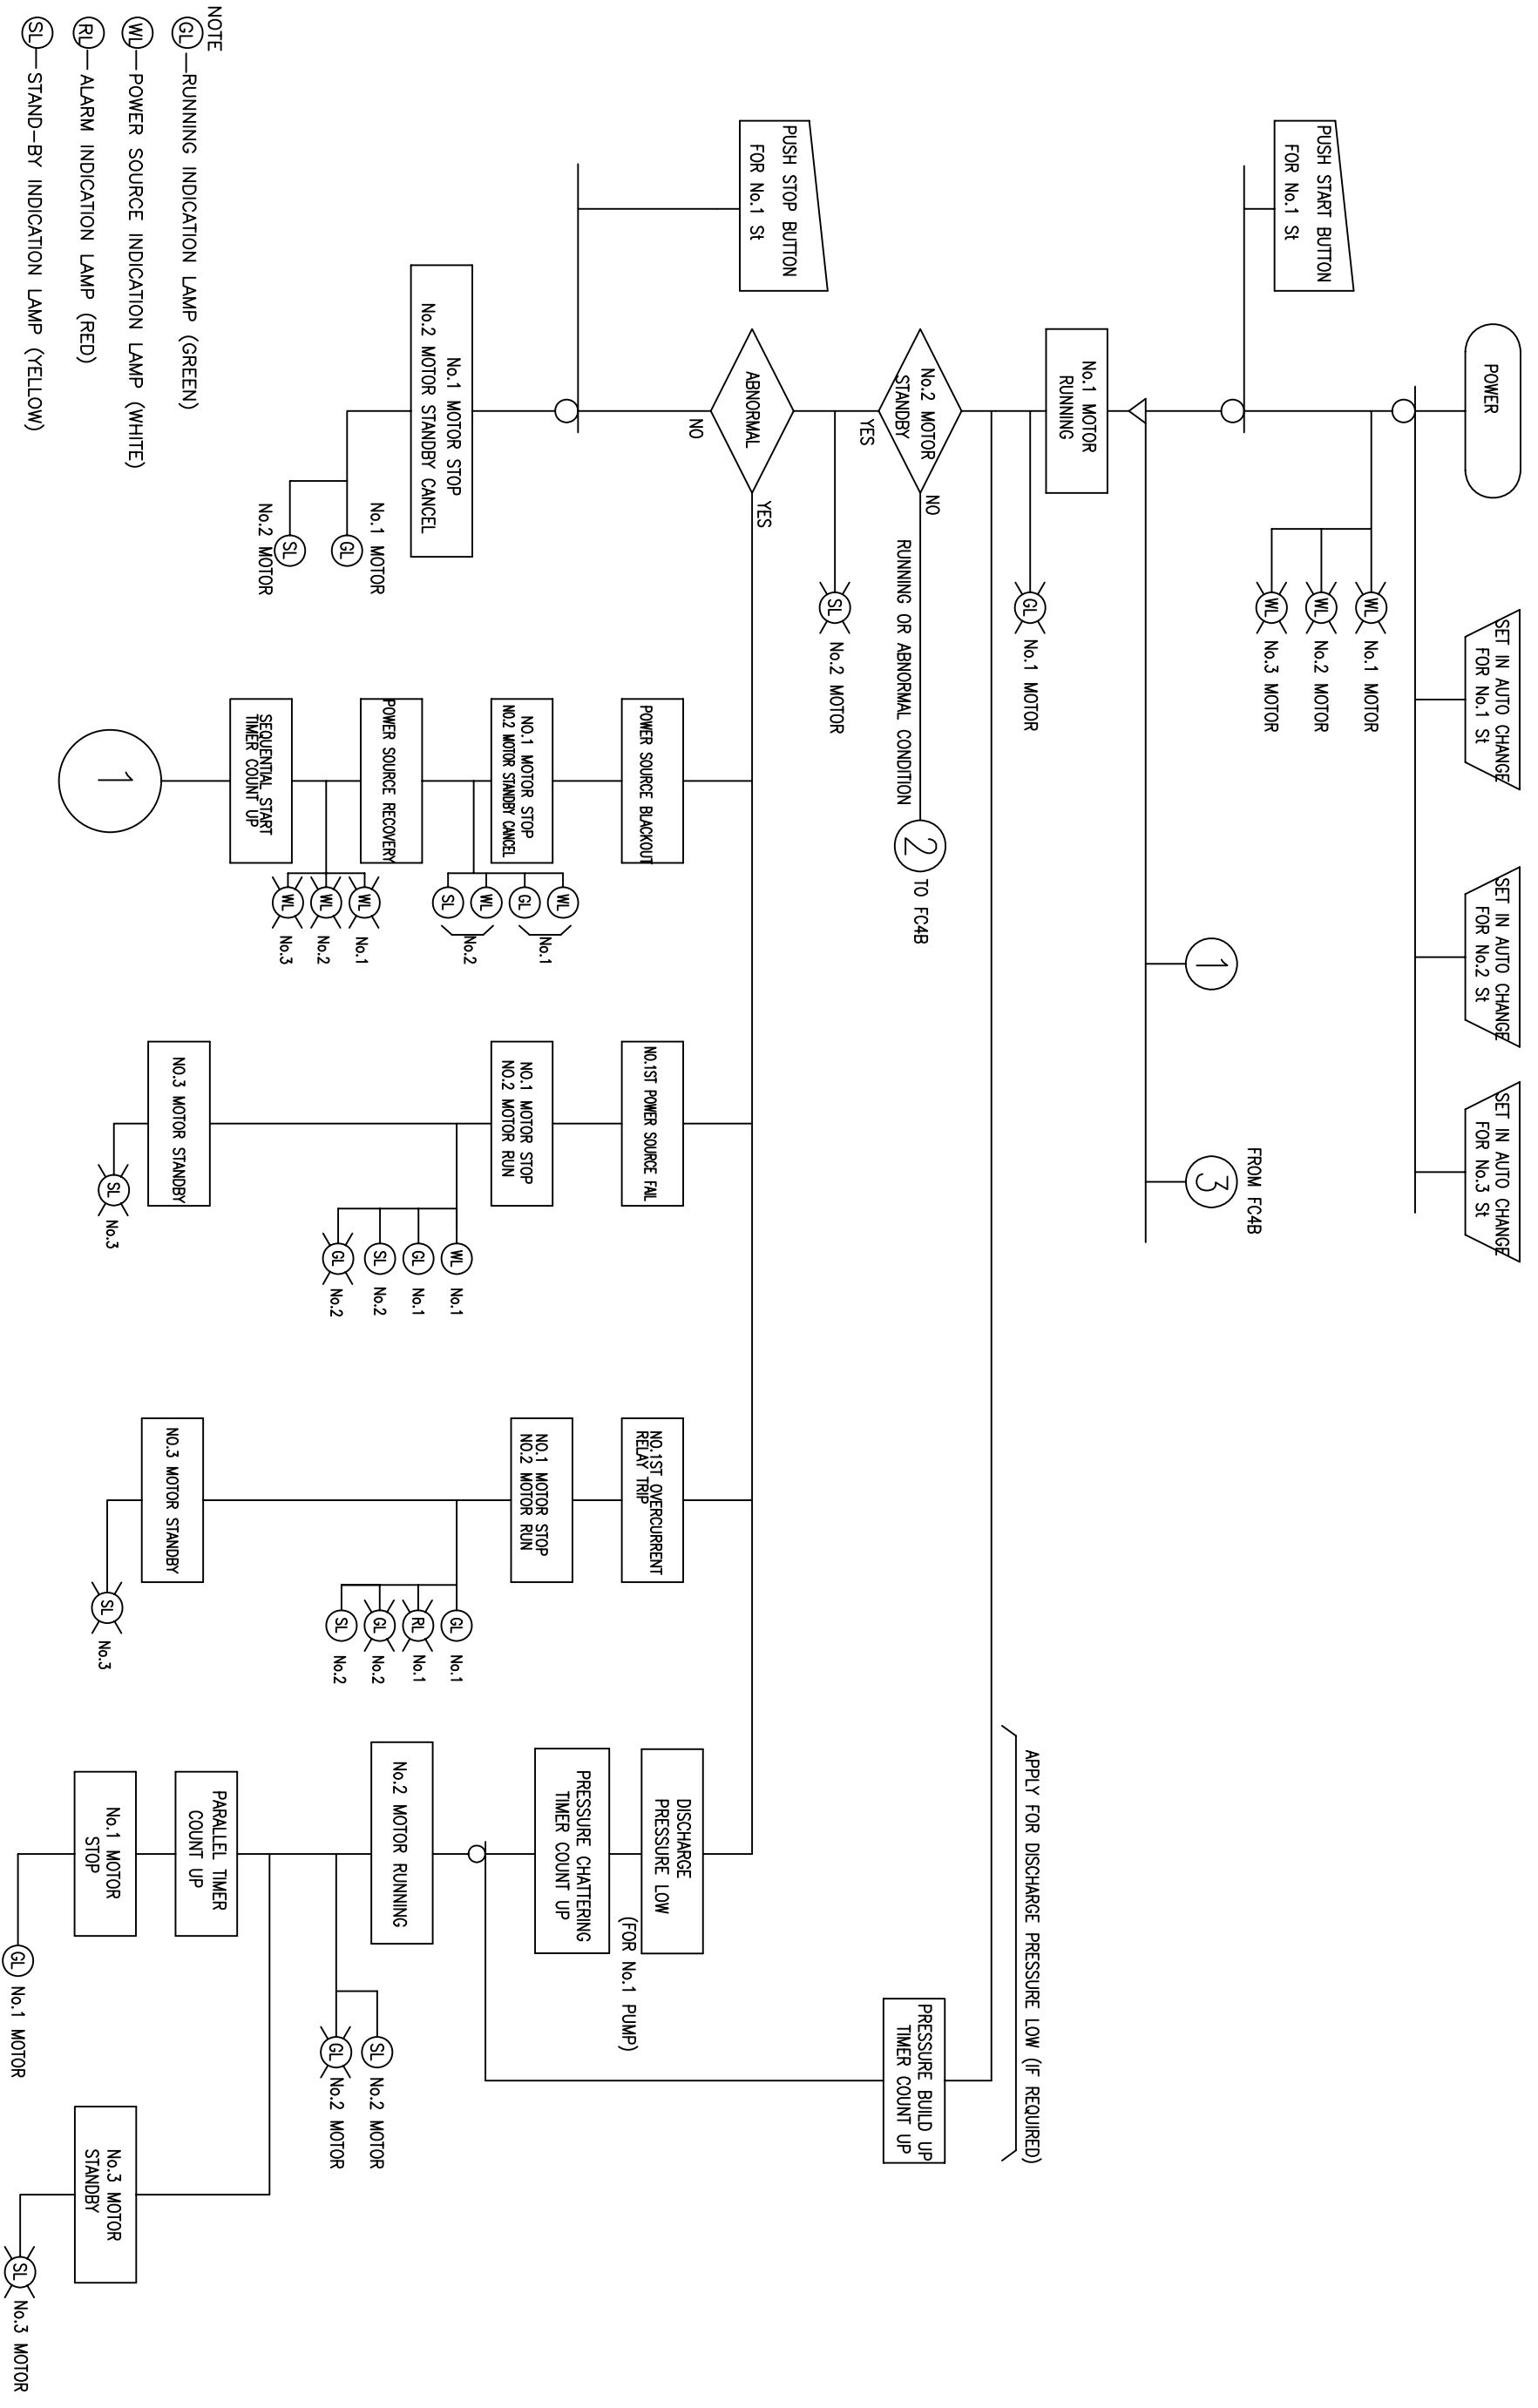 POWER
SET IN AUTO CHANGE
FOR No.1 St
SET IN AUTO CHANGE
FOR No.2 St
SET IN AUTO CHANGE
FOR No.3 St
WL
No.1 MOTOR
WL
No.2 MOTOR
WL
No.3 MOTOR
PUSH START BUTTON
FOR No.1 St
1
FROM FC4B
3
No.1 MOTOR
RUNNING
GL
No.1 MOTOR
APPLY FOR DISCHARGE PRESSURE LOW (IF REQUIRED)
No.2 MOTOR
STANDBY
NO
RUNNING OR ABNORMAL CONDITION
2
TO FC4B
YES
PRESSURE BUILD UP
TIMER COUNT UP
SL
No.2 MOTOR
PUSH STOP BUTTON
FOR No.1 St
ABNORMAL
YES
NO
POWER SOURCE BLACKOUT
NO.1ST POWER SOURCE FAIL
NO.1ST OVERCURRENT
RELAY TRIP
DISCHARGE
PRESSURE LOW
(FOR No.1 PUMP)
PRESSURE CHATTERING
TIMER COUNT UP
NO.1 MOTOR STOP
NO.2 MOTOR STANDBY CANCEL
WL
GL
No.1
WL
SL
No.2
NO.1 MOTOR STOP
NO.2 MOTOR RUN
WL
No.1
GL
No.1
SL
No.2
GL
No.2
NO.1 MOTOR STOP
NO.2 MOTOR RUN
GL
No.1
RL
No.1
GL
No.2
SL
No.2
No.2 MOTOR RUNNING
SL
No.2 MOTOR
GL
No.2 MOTOR
No.1 MOTOR STOP
No.2 MOTOR STANDBY CANCEL
GL
No.1 MOTOR
SL
No.2 MOTOR
POWER SOURCE RECOVERY
WL
No.1
WL
No.2
WL
No.3
SEQUENTIAL START
TIMER COUNT UP
1
NO.3 MOTOR STANDBY
SL
No.3
NO.3 MOTOR STANDBY
SL
No.3
PARALLEL TIMER
COUNT UP
No.1 MOTOR
STOP
GL
No.1 MOTOR
No.3 MOTOR
STANDBY
SL
No.3 MOTOR
NOTE
GL RUNNING INDICATION LAMP (GREEN)
WL POWER SOURCE INDICATION LAMP (WHITE)
RL ALARM INDICATION LAMP (RED)
SL STAND-BY INDICATION LAMP (YELLOW)